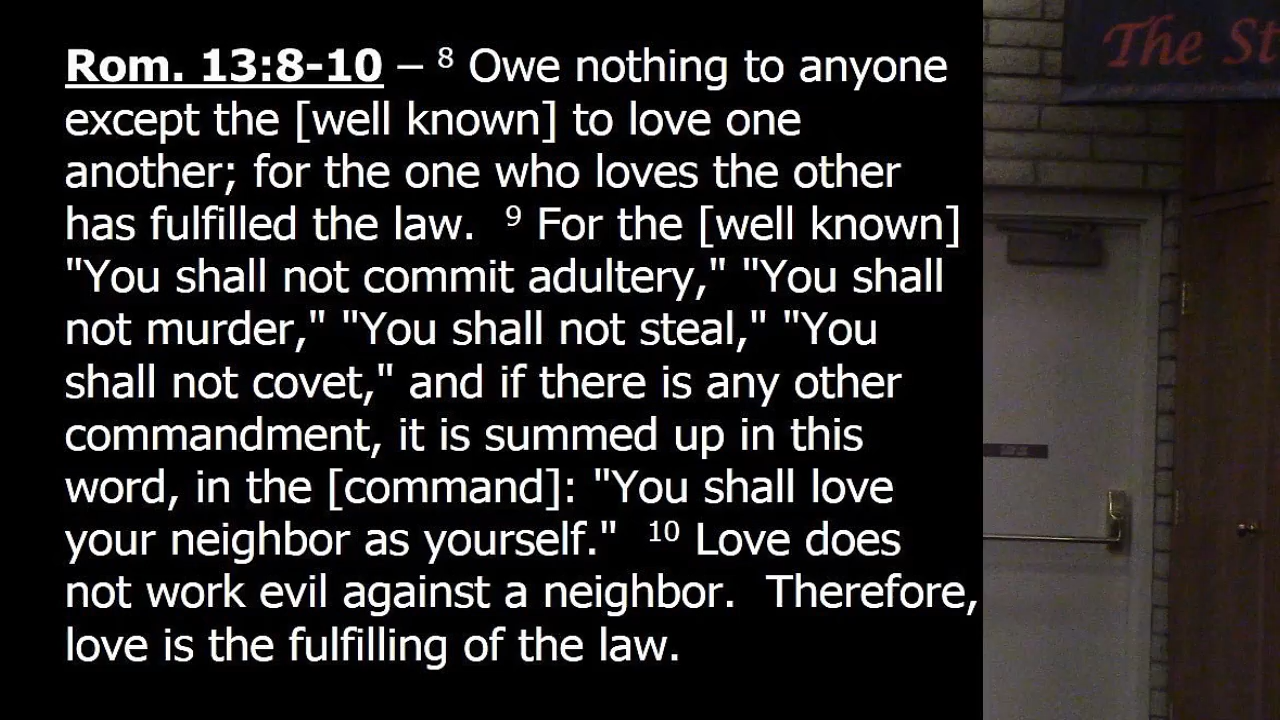 Rom. 13:8-10 – 8 Owe nothing to anyone
except the [well known] to love one
another; for the one who loves the other
has fulfilled the law. 9 For the [well known]
"You shall not commit adultery," "You shall
not murder," "You shall not steal," "You
shall not covet," and if there is any other
commandment, it is summed up in this
word, in the [command]: "You shall love
your neighbor as yourself." 10 Love does
not work evil against a neighbor. Therefore,
love is the fulfilling of the law.
The St